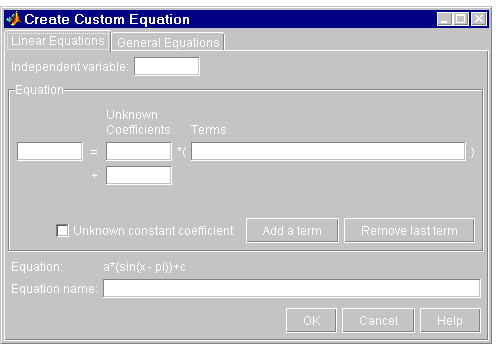 Create Custom Equation
Linear Equations General Equations
Independent variable:
Equation
Unknown
Coefficients Terms
= *( )
+
Unknown constant coefficient Add a term Remove last term
Equation: a*(sin(x - pi))+c
Equation name:
OK Cancel Help